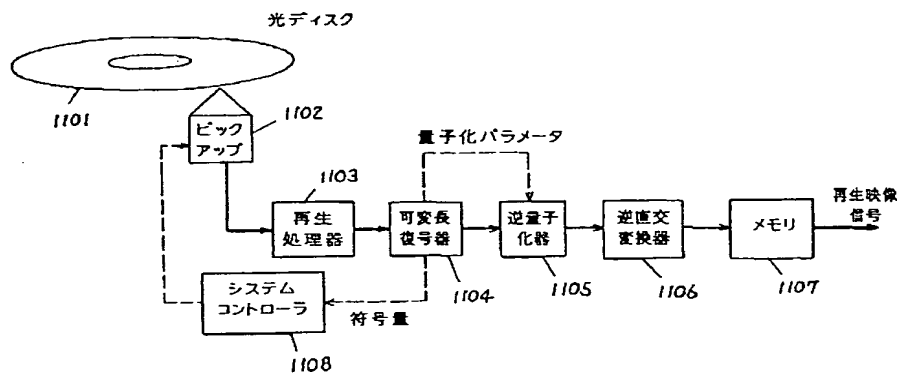 光ディスク
1101
1102
ピック
アップ
量子化パラメータ
1103
再生
処理器
可変長
復号器
逆量子
化器
逆直交
変換器
メモリ
再生映像
信号
1104
1105
1106
1107
システム
コントローラ
符号量
1108